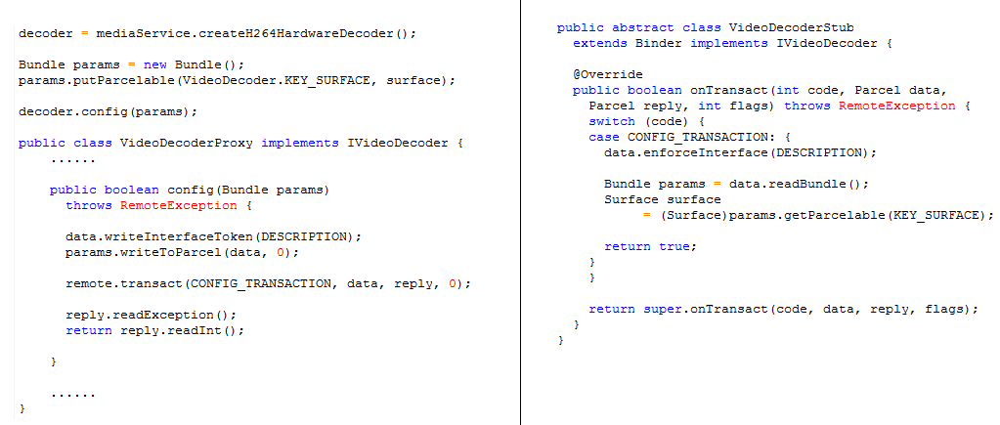 decoder = mediaService.createH264HardwareDecoder();
Bundle params = new Bundle();
params.putParcelable(VideoDecoder.KEY_SURFACE, surface);
decoder.config(params);
public class VideoDecoderProxy implements IVideoDecoder {
......
public boolean config(Bundle params)
throws RemoteException {
data.writeInterfaceToken(DESCRIPTION);
params.writeToParcel(data, 0);
remote.transact(CONFIG_TRANSACTION, data, reply, 0);
reply.readException();
return reply.readInt();
}
......
}
public abstract class VideoDecoderStub
extends Binder implements IVideoDecoder {
@Override
public boolean onTransact(int code, Parcel data,
Parcel reply, int flags) throws RemoteException {
switch (code) {
case CONFIG_TRANSACTION: {
data.enforceInterface(DESCRIPTION);
Bundle params = data.readBundle();
Surface surface
= (Surface)params.getParcelable(KEY_SURFACE);
return true;
}
}
return super.onTransact(code, data, reply, flags);
}
}